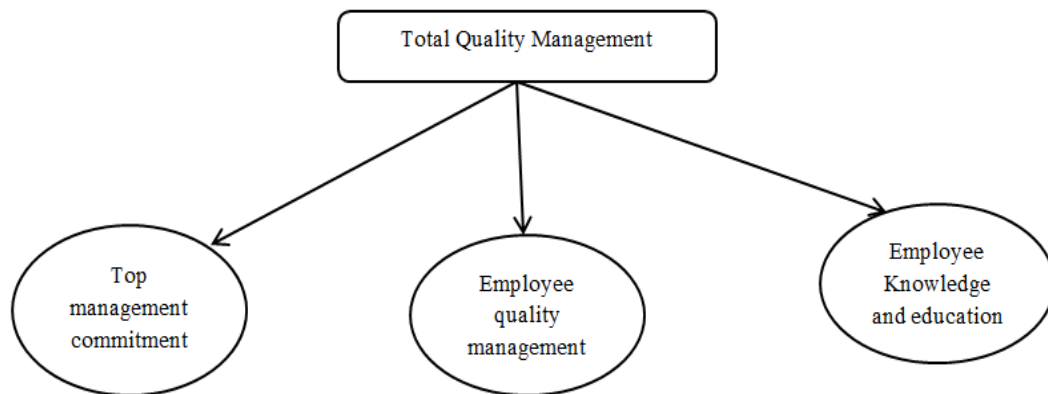 Total Quality Management
Top
management
commitment
Employee
quality
management
Employee
Knowledge
and education